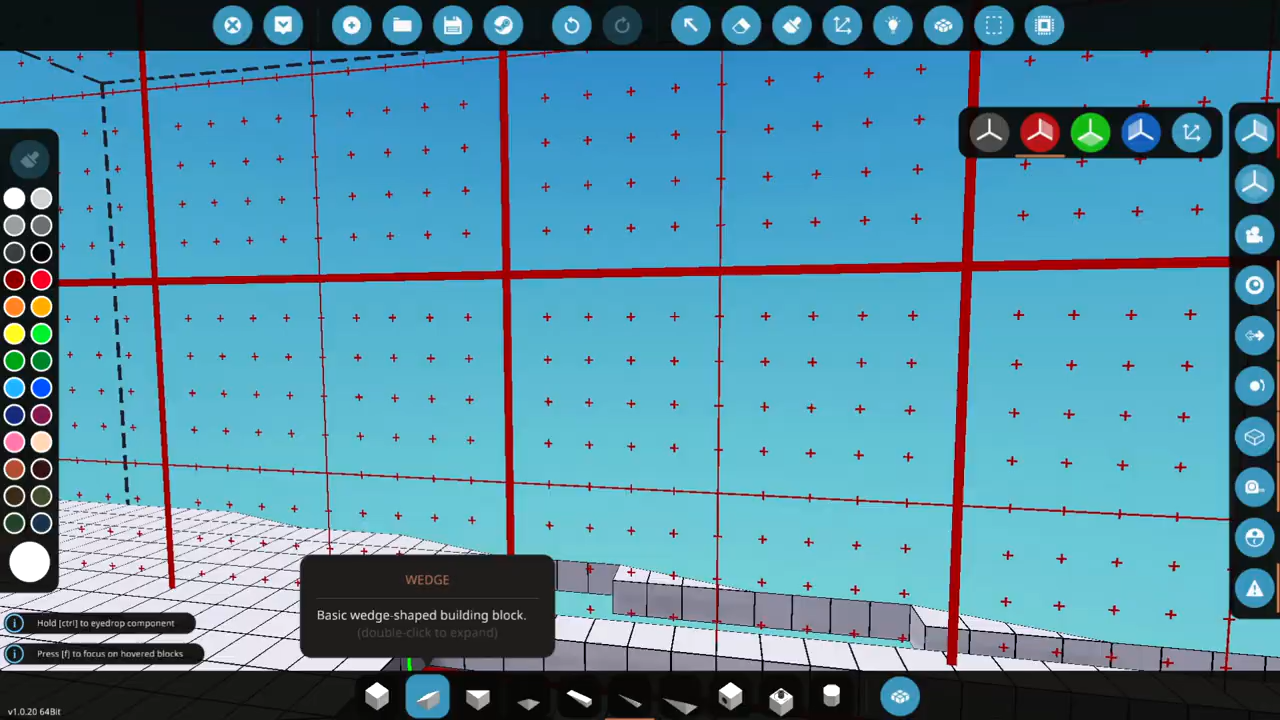 WEDGE
Basic wedge-shaped building block.
(double-click to expand)
Hold [ctrl] to eyedrop component
Press [f] to focus on hovered blocks
v1.0.20 64Bit